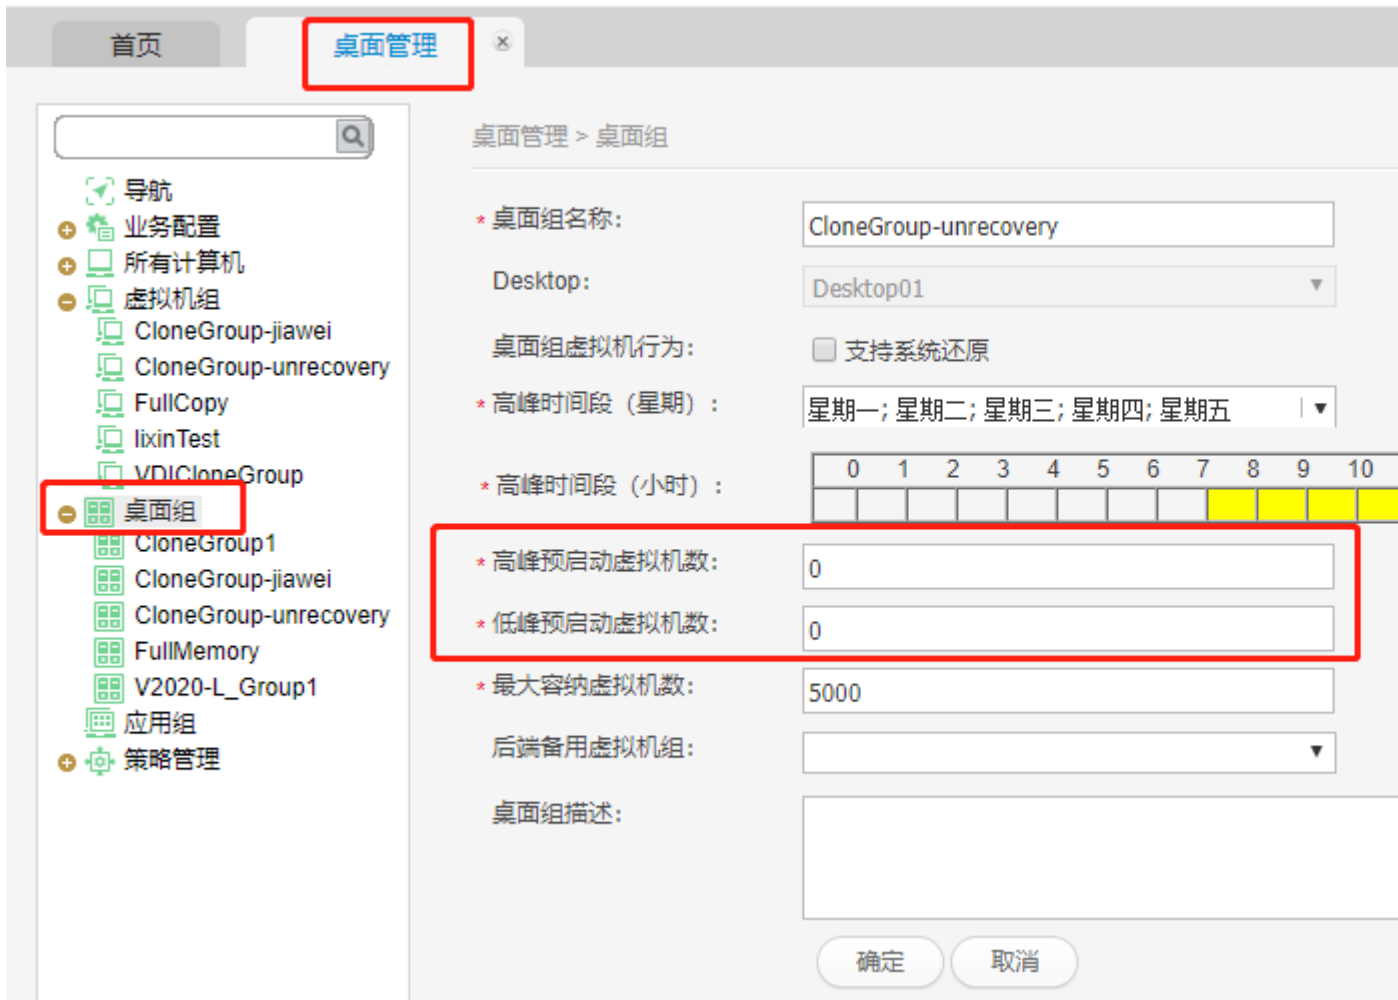 首页
桌面管理
导航
业务配置
所有计算机
虚拟机组
CloneGroup-jiawei
CloneGroup-unrecovery
FullCopy
lixinTest
VDICloneGroup
桌面组
CloneGroup1
CloneGroup-jiawei
CloneGroup-unrecovery
FullMemory
V2020-L_Group1
应用组
策略管理
桌面管理 > 桌面组
* 桌面组名称: CloneGroup-unrecovery
Desktop: Desktop01
桌面组虚拟机行为: 支持系统还原
* 高峰时间段（星期）: 星期一; 星期二; 星期三; 星期四; 星期五
* 高峰时间段（小时）: 0 1 2 3 4 5 6 7 8 9 10
* 高峰预启动虚拟机数: 0
* 低峰预启动虚拟机数: 0
* 最大容纳虚拟机数: 5000
后端备用虚拟机组:
桌面组描述:
确定 取消